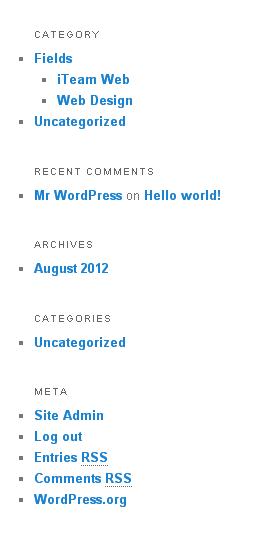 CATEGORY
Fields
iTeam Web
Web Design
Uncategorized
RECENT COMMENTS
Mr WordPress on Hello world!
ARCHIVES
August 2012
CATEGORIES
Uncategorized
META
Site Admin
Log out
Entries RSS
Comments RSS
WordPress.org